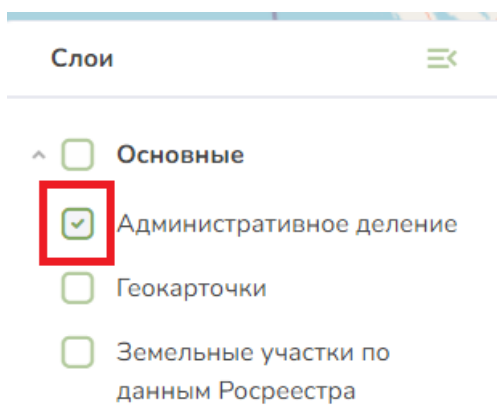 Слои
Основные
Административное деление
Геокарточки
Земельные участки по
данным Росреестра